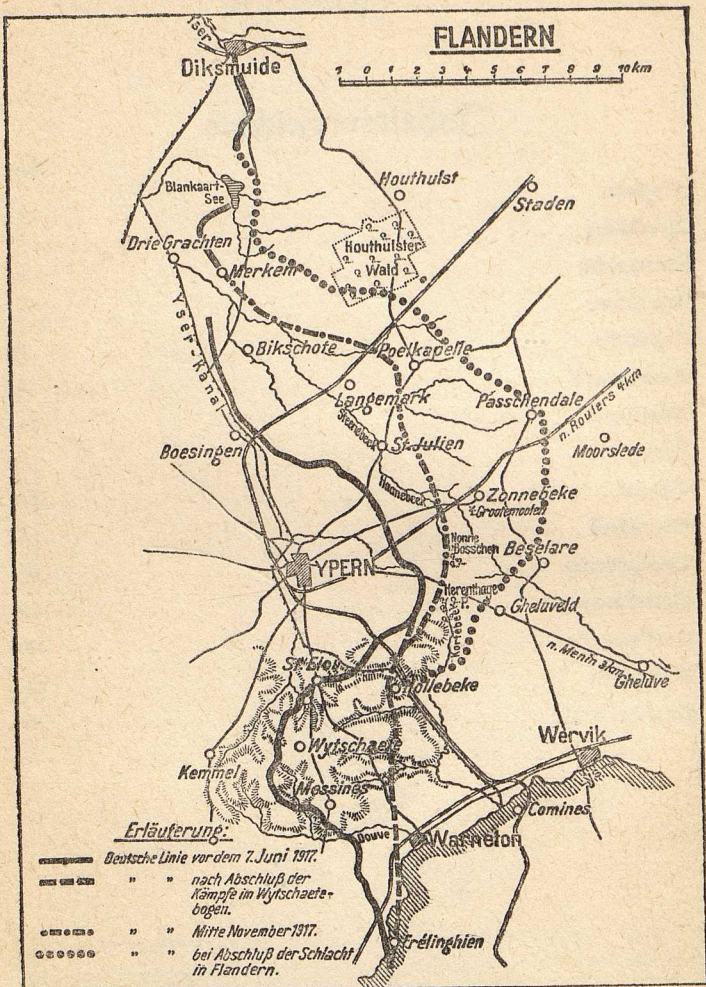 FLANDERN
1 0 1 2 3 4 5 6 7 8 9 10 km
Yser
Diksmuide
Blankaart-
See
Houthulst
Staden
Drie Grachten
Houthulster
Wald
Merkem
Yser-Kanal
Bikschote
Poelkapelle
Langemark
Passchendale
n. Roulers 4 km
Steenebeek
Boesingen
St. Julien
Moorslede
Hannebeek
Zonnebeke
Nonne
Bosschen
Beselare
YPERN
Herenthage
P.
Gheluveld
n. Menin 3 km
Gheluve
St. Eloy
Hollebeke
Wervik
Wytschaete
Kemmel
Messines
Comines
Erläuterung:
Douve
Warneton
Deutsche Linie vor dem 7. Juni 1917.
" " nach Abschluß der
Kämpfe im Wytschaete-
bogen.
" " Mitte November 1917.
Frélinghien
" " bei Abschluß der Schlacht
in Flandern.